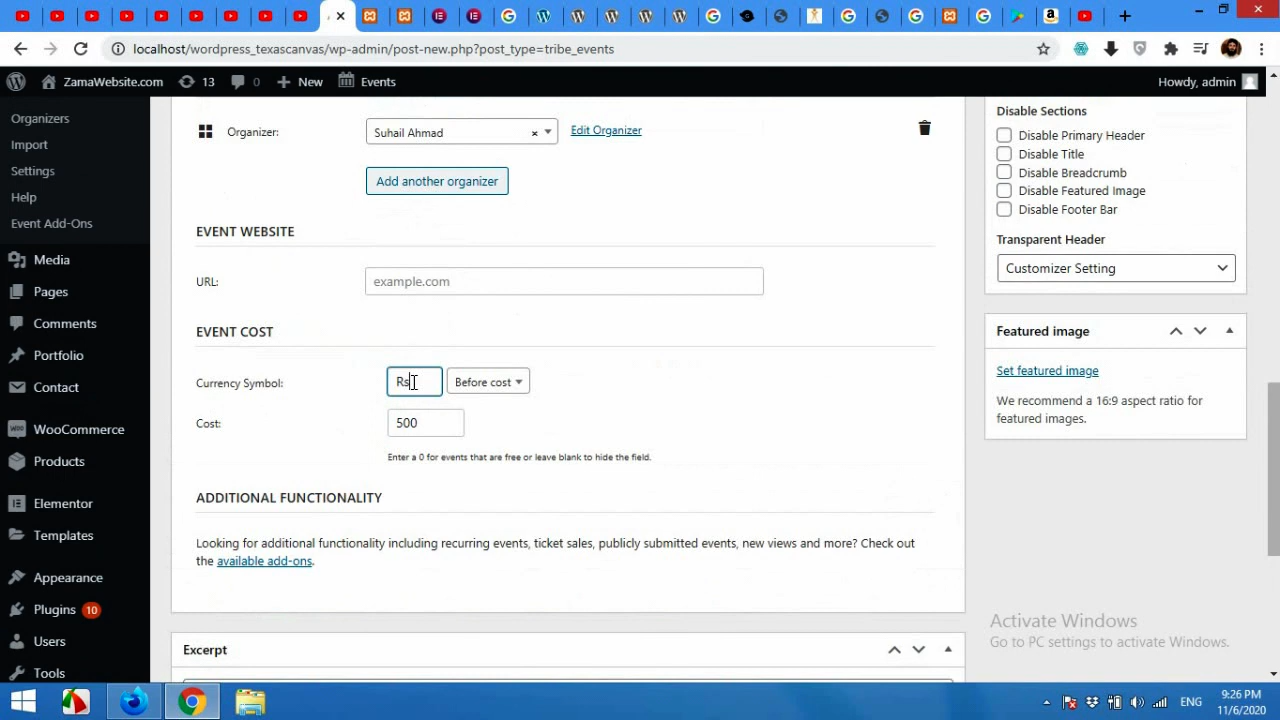 localhost/wordpress_texascanvas/wp-admin/post-new.php?post_type=tribe_events
ZamaWebsite.com 13 0 New Events Howdy, admin
Organizers
Import
Settings
Help
Event Add-Ons
Media
Pages
Comments
Portfolio
Contact
WooCommerce
Products
Elementor
Templates
Appearance
Plugins 10
Users
Tools
Organizer: Suhail Ahmad × Edit Organizer
Add another organizer
EVENT WEBSITE
URL: example.com
EVENT COST
Currency Symbol: Rs Before cost
Cost: 500
Enter a 0 for events that are free or leave blank to hide the field.
ADDITIONAL FUNCTIONALITY
Looking for additional functionality including recurring events, ticket sales, publicly submitted events, new views and more? Check out
the available add-ons.
Excerpt
Disable Sections
Disable Primary Header
Disable Title
Disable Breadcrumb
Disable Featured Image
Disable Footer Bar
Transparent Header
Customizer Setting
Featured image
Set featured image
We recommend a 16:9 aspect ratio for
featured images.
Activate Windows
Go to PC settings to activate Windows.
ENG
9:26 PM
11/6/2020